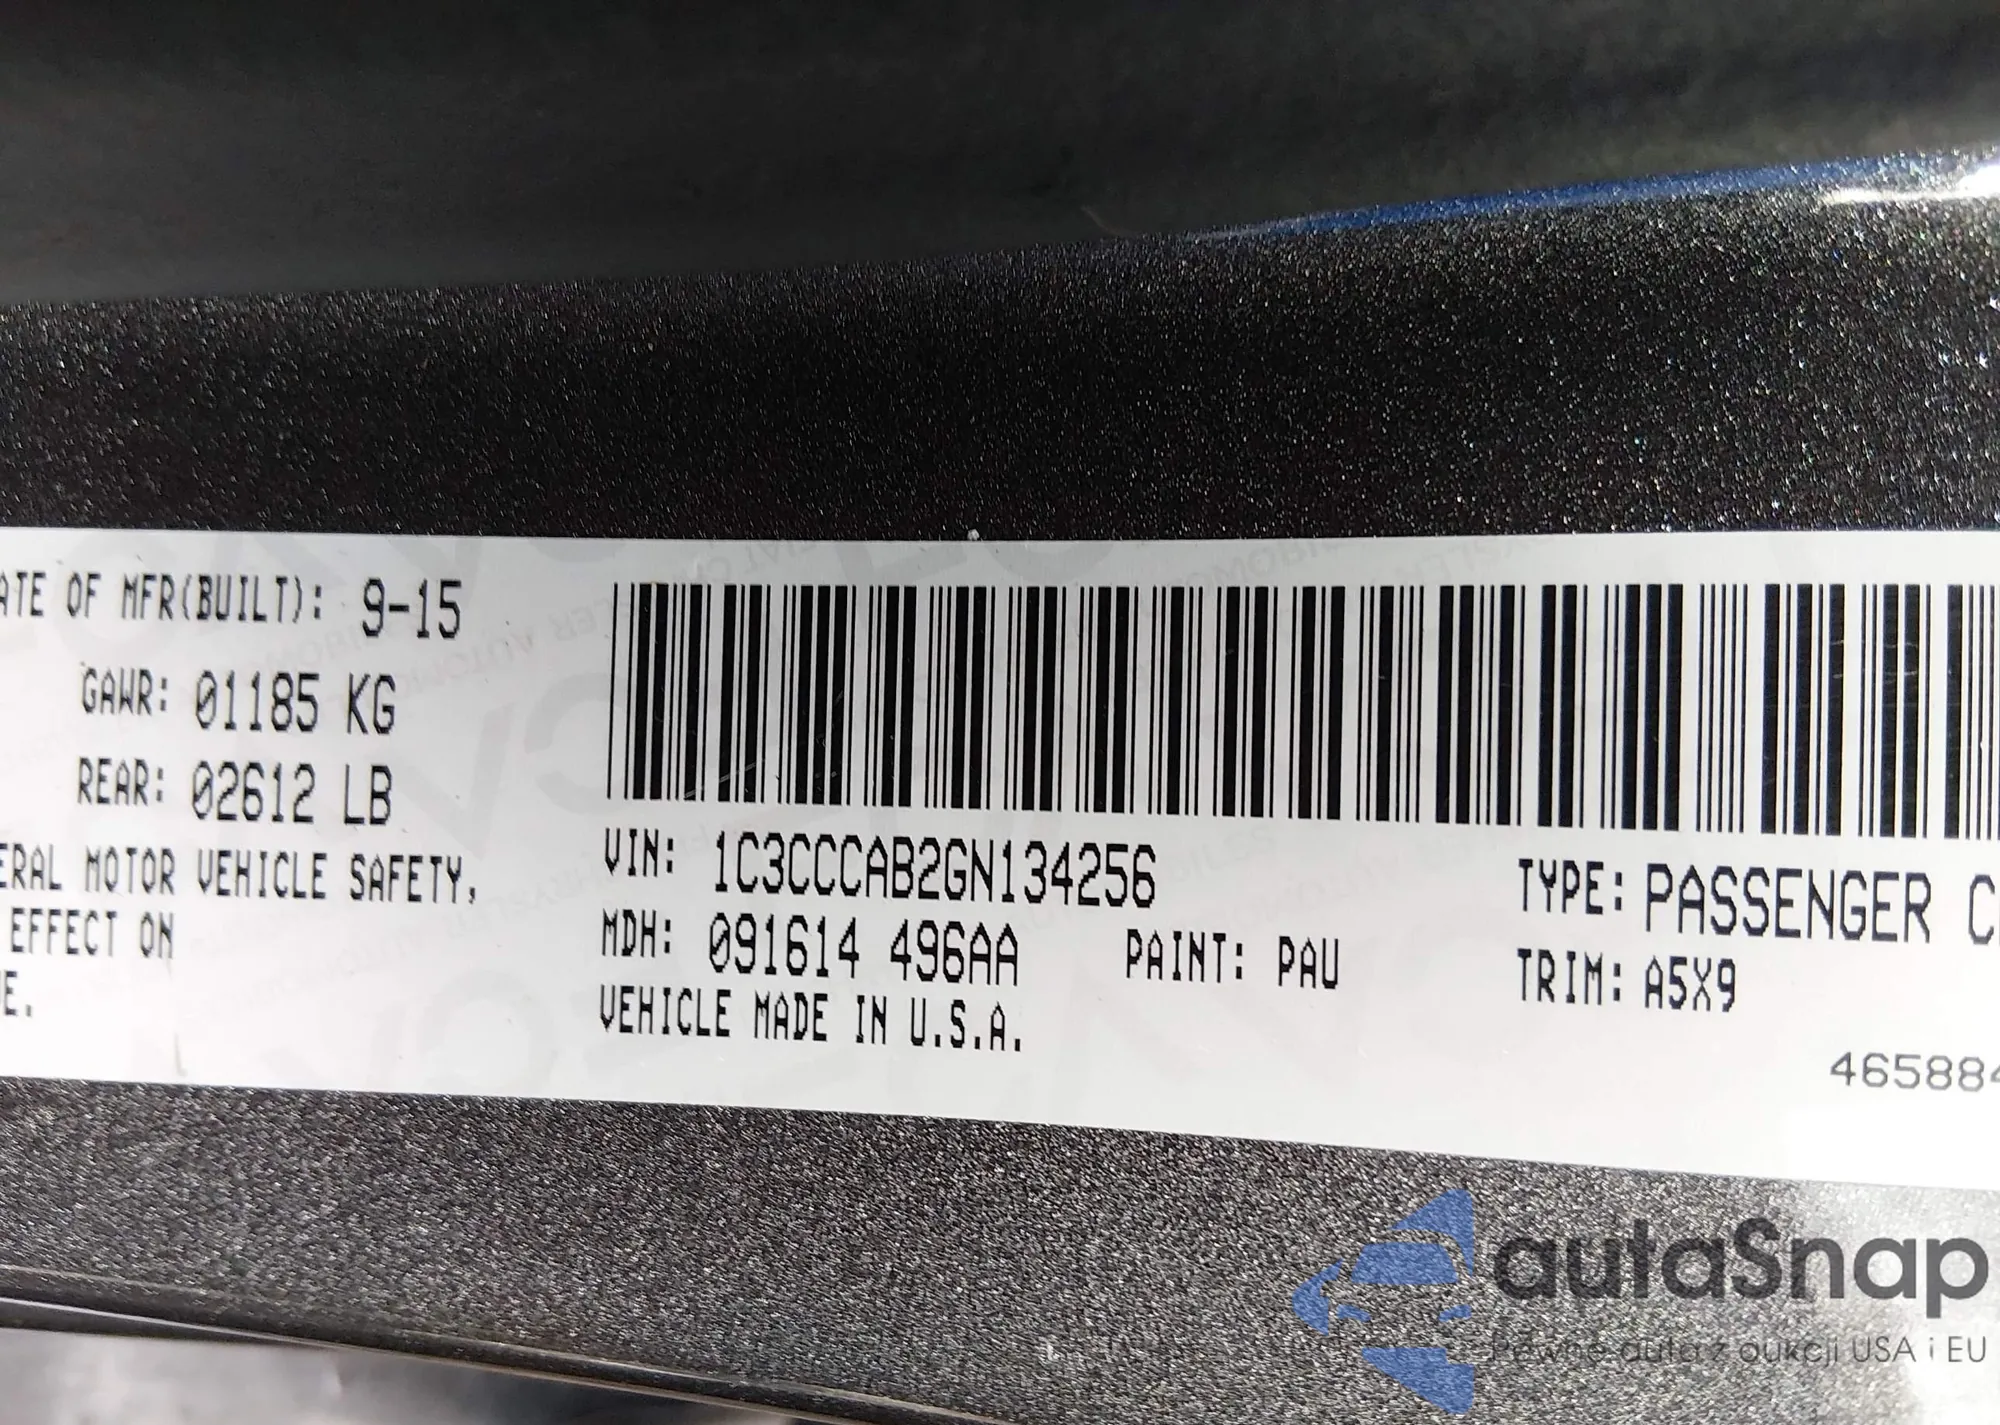 ATE OF MFR(BUILT): 9-15
GAWR: 01185 KG
REAR: 02612 LB
ERAL MOTOR VEHICLE SAFETY,
EFFECT ON
E.
VIN: 1C3CCCAB2GN134256
MDH: 091614 496AA PAINT: PAU
VEHICLE MADE IN U.S.A.
TYPE: PASSENGER C
TRIM: A5X9
465884
autaSnap
Pewne auta z aukcji USA i EU